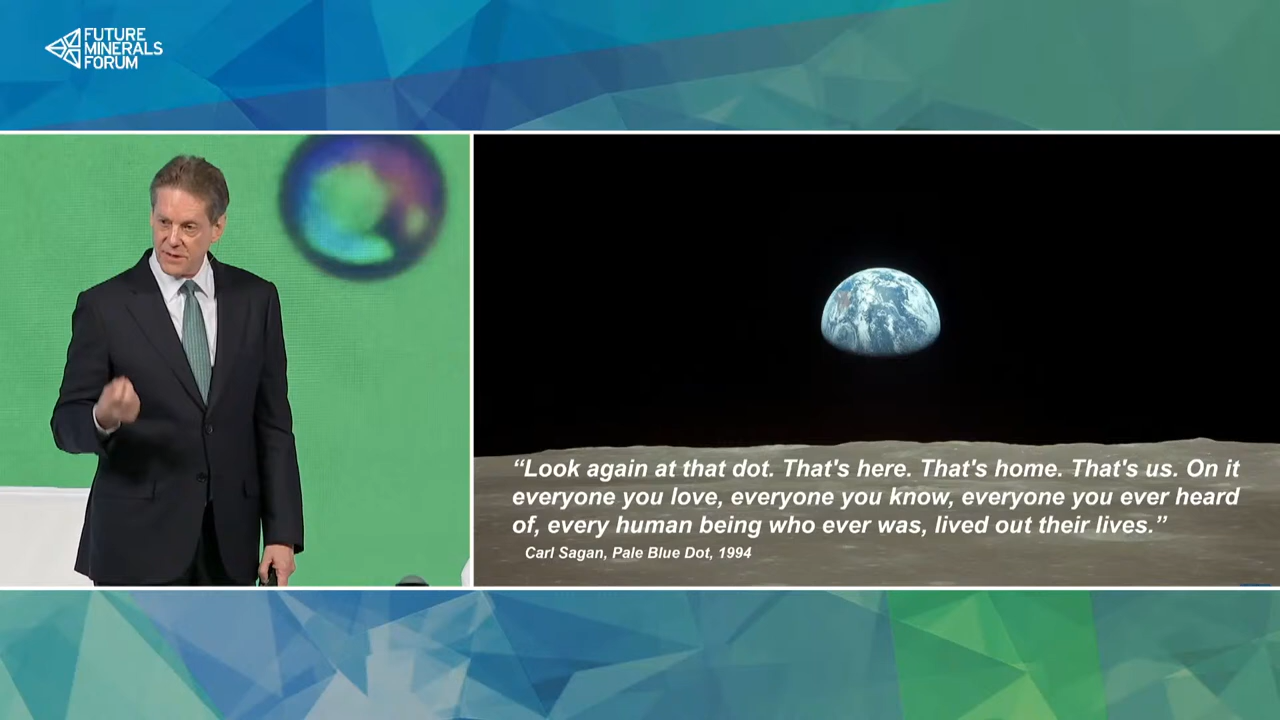 FUTURE
MINERALS
FORUM
“Look again at that dot. That's here. That's home. That's us. On it
everyone you love, everyone you know, everyone you ever heard
of, every human being who ever was, lived out their lives.”
Carl Sagan, Pale Blue Dot, 1994